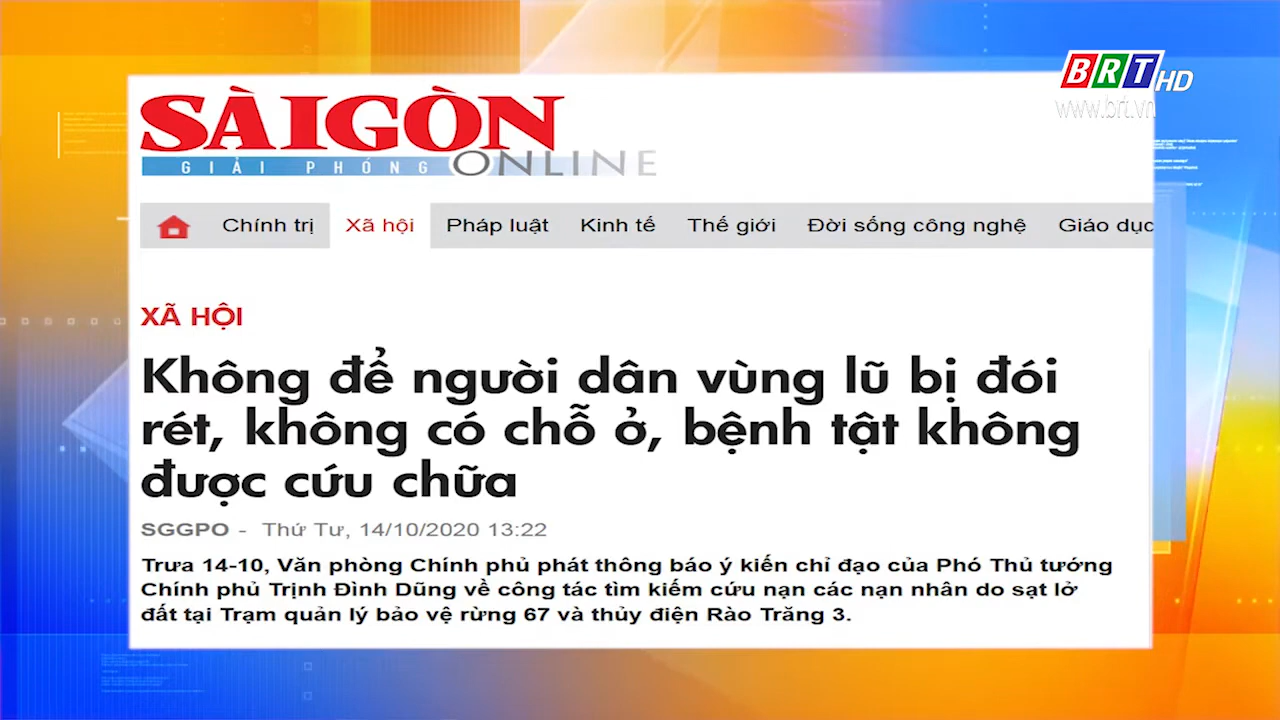 BRT HD
www.brt.vn
SÀI GÒN
GIẢI PHÓNG ONLINE
Chính trị Xã hội Pháp luật Kinh tế Thế giới Đời sống công nghệ Giáo dục
XÃ HỘI
Không để người dân vùng lũ bị đói
rét, không có chỗ ở, bệnh tật không
được cứu chữa
SGGPO - Thứ Tư, 14/10/2020 13:22
Trưa 14-10, Văn phòng Chính phủ phát thông báo ý kiến chỉ đạo của Phó Thủ tướng
Chính phủ Trịnh Đình Dũng về công tác tìm kiếm cứu nạn các nạn nhân do sạt lở
đất tại Trạm quản lý bảo vệ rừng 67 và thủy điện Rào Trăng 3.